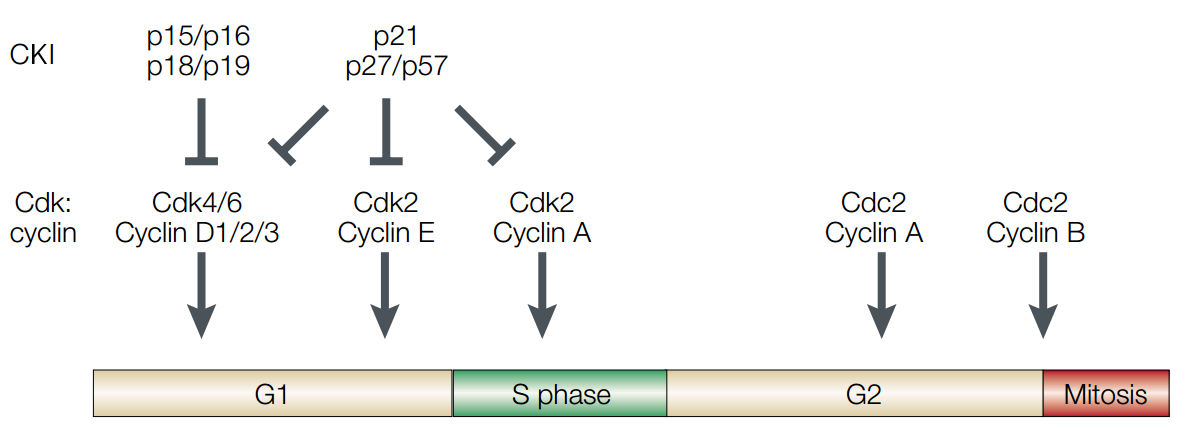 CKI
p15/p16
p18/p19
p21
p27/p57
Cdk:
cyclin
Cdk4/6
Cyclin D1/2/3
Cdk2
Cyclin E
Cdk2
Cyclin A
Cdc2
Cyclin A
Cdc2
Cyclin B
G1
S phase
G2
Mitosis